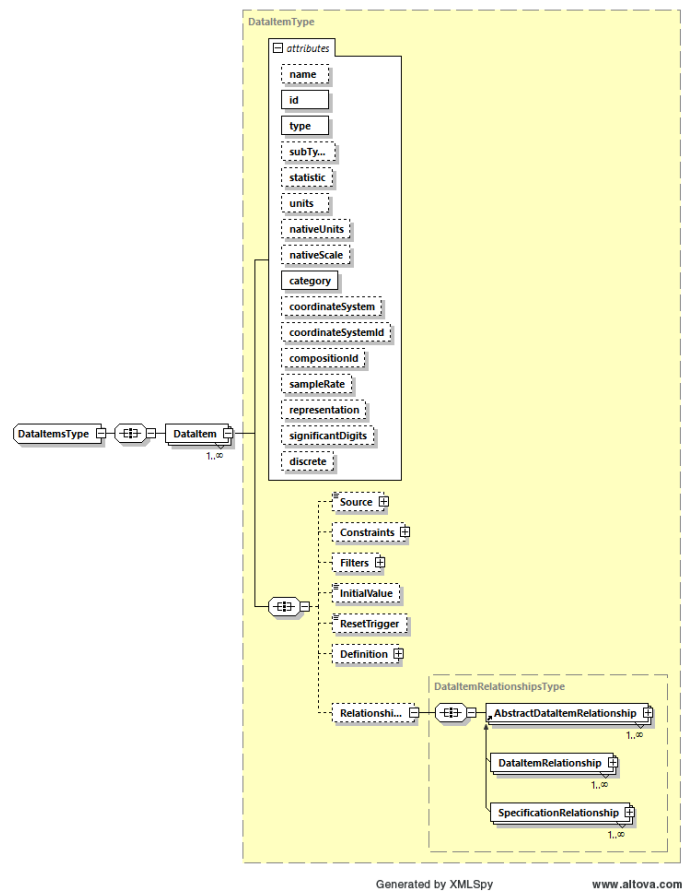 DataItemType
attributes
name
id
type
subTy...
statistic
units
nativeUnits
nativeScale
category
coordinateSystem
coordinateSystemId
compositionId
sampleRate
representation
significantDigits
discrete
DataItemsType
DataItem
1..∞
Source
Constraints
Filters
InitialValue
ResetTrigger
Definition
Relationshi...
DataItemRelationshipsType
AbstractDataItemRelationship
1..∞
DataItemRelationship
1..∞
SpecificationRelationship
1..∞
Generated by XMLSpy www.altova.com